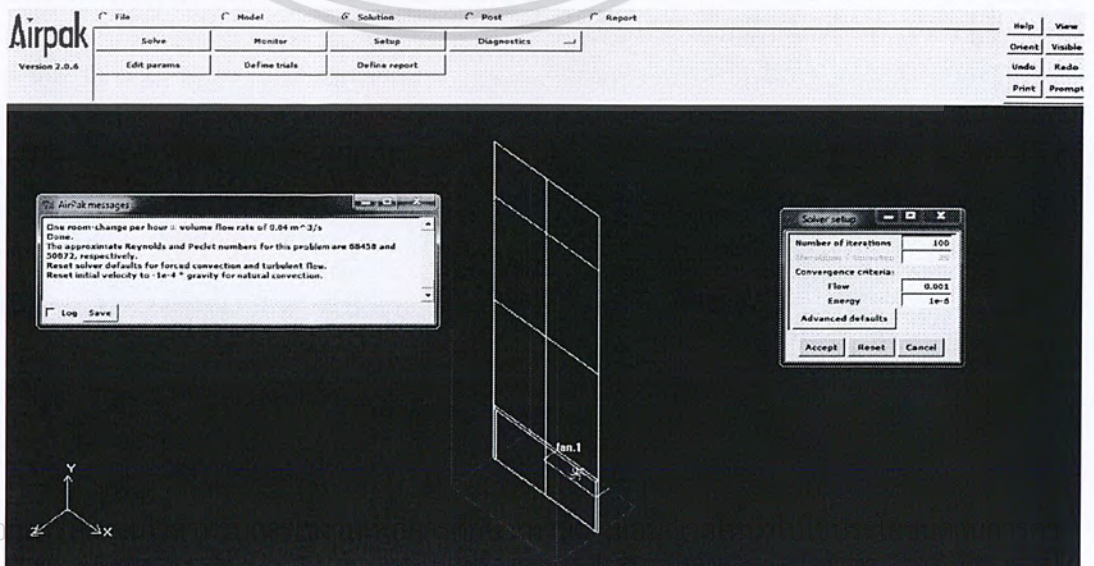 File Model Solution Post Report
Airpak
Version 2.0.6
Solve Monitor Setup Diagnostics
Edit params Define trials Define report
Help View
Orient Visible
Undo Redo
Print Prompt
AirPak messages
One room-change per hour = volume flow rate of 0.04 m^3/s
Done.
The approximate Reynolds and Peclet numbers for this problem are 68458 and
50872, respectively.
Reset solver defaults for forced convection and turbulent flow.
Reset initial velocity to -1e-4 * gravity for natural convection.
Log Save
Solver setup
Number of iterations 100
Iterations / timestep 20
Convergence criteria:
Flow 0.001
Energy 1e-6
Advanced defaults
Accept Reset Cancel
fan.1
Y
Z X